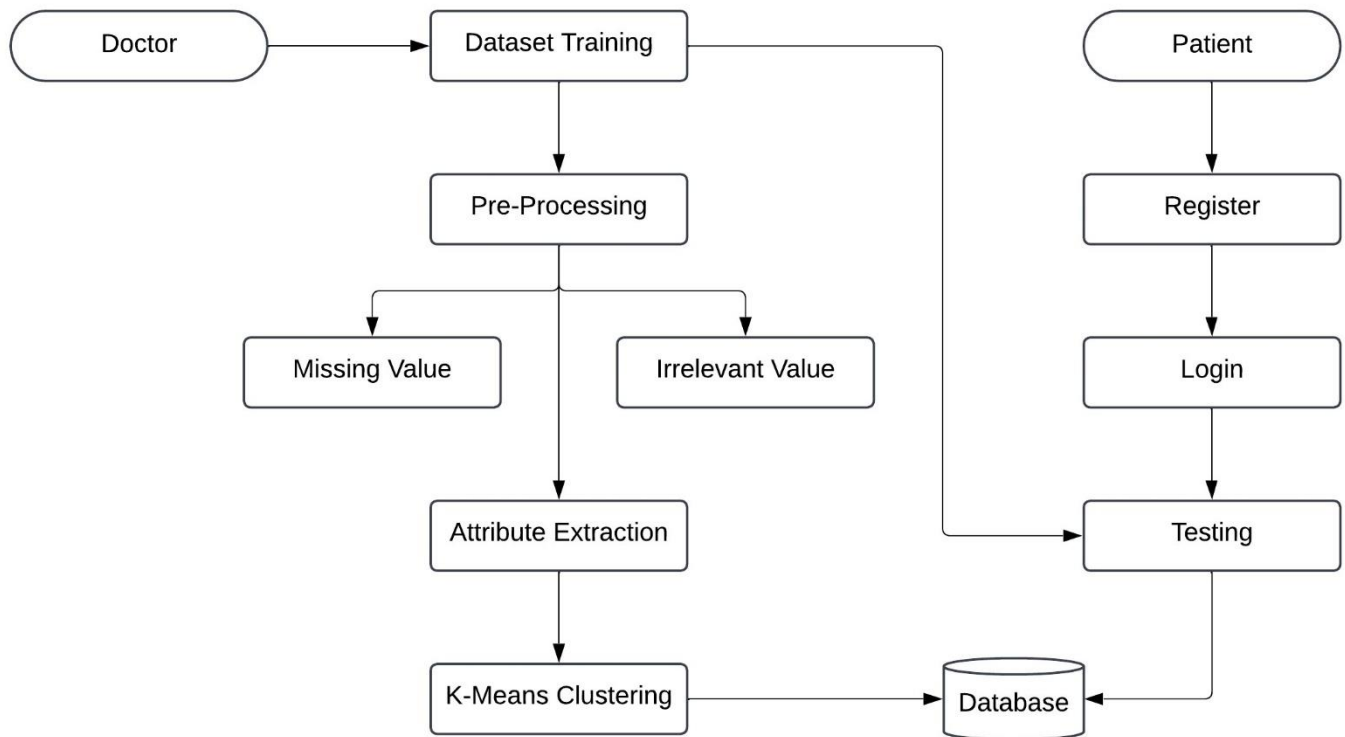 Doctor
Dataset Training
Patient
Pre-Processing
Register
Missing Value
Irrelevant Value
Login
Attribute Extraction
Testing
K-Means Clustering
Database